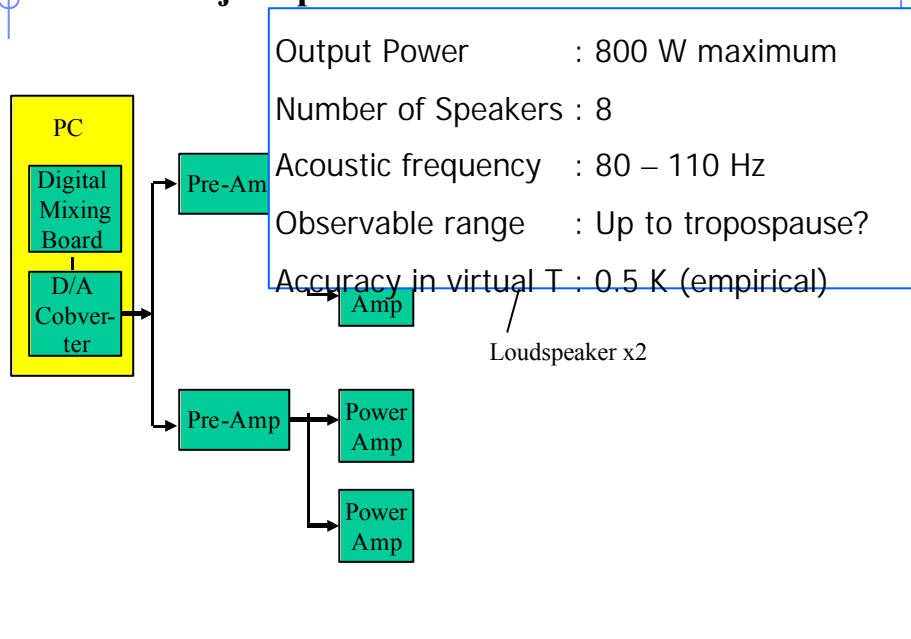 Output Power : 800 W maximum
Number of Speakers : 8
Acoustic frequency : 80 – 110 Hz
Observable range : Up to tropospause?
Accuracy in virtual T : 0.5 K (empirical)
PC
Digital
Mixing
Board
D/A
Cobver-
ter
Pre-Am
Amp
Loudspeaker x2
Pre-Amp
Power
Amp
Power
Amp